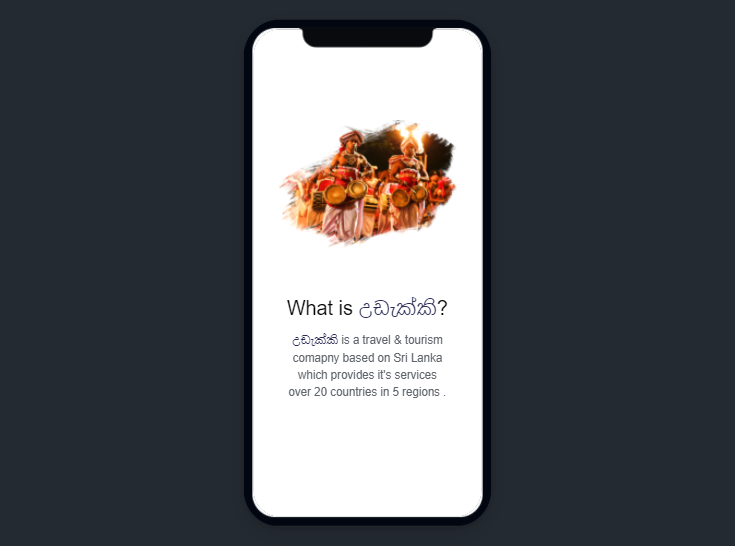 What is උඩැක්කි?
උඩැක්කි is a travel & tourism
comapny based on Sri Lanka
which provides it's services
over 20 countries in 5 regions .